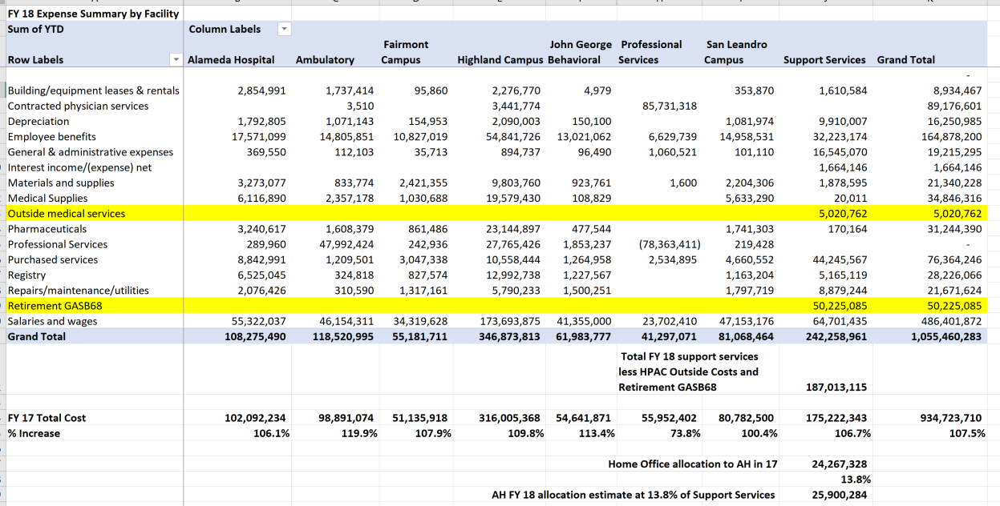 FY 18 Expense Summary by Facility
Sum of YTD Column Labels
Fairmont John George Professional San Leandro
Row Labels Alameda Hospital Ambulatory Campus Highland Campus Behavioral Services Campus Support Services Grand Total
-
Building/equipment leases & rentals 2,854,991 1,737,414 95,860 2,276,770 4,979 353,870 1,610,584 8,934,467
Contracted physician services 3,510 3,441,774 85,731,318 89,176,601
Depreciation 1,792,805 1,071,143 154,953 2,090,003 150,100 1,081,974 9,910,007 16,250,985
Employee benefits 17,571,099 14,805,851 10,827,019 54,841,726 13,021,062 6,629,739 14,958,531 32,223,174 164,878,200
General & administrative expenses 369,550 112,103 35,713 894,737 96,490 1,060,521 101,110 16,545,070 19,215,295
Interest income/(expense) net 1,664,146 1,664,146
Materials and supplies 3,273,077 833,774 2,421,355 9,803,760 923,761 1,600 2,204,306 1,878,595 21,340,228
Medical Supplies 6,116,890 2,357,178 1,030,688 19,579,430 108,829 5,633,290 20,011 34,846,316
Outside medical services 5,020,762 5,020,762
Pharmaceuticals 3,240,617 1,608,379 861,486 23,144,897 477,544 1,741,303 170,164 31,244,390
Professional Services 289,960 47,992,424 242,936 27,765,426 1,853,237 (78,363,411) 219,428 -
Purchased services 8,842,991 1,209,501 3,047,338 10,558,444 1,264,958 2,534,895 4,660,552 44,245,567 76,364,246
Registry 6,525,045 324,818 827,574 12,992,738 1,227,567 1,163,204 5,165,119 28,226,066
Repairs/maintenance/utilities 2,076,426 310,590 1,317,161 5,790,233 1,500,251 1,797,719 8,879,244 21,671,624
Retirement GASB68 50,225,085 50,225,085
Salaries and wages 55,322,037 46,154,311 34,319,628 173,693,875 41,355,000 23,702,410 47,153,176 64,701,435 486,401,872
Grand Total 108,275,490 118,520,995 55,181,711 346,873,813 61,983,777 41,297,071 81,068,464 242,258,961 1,055,460,283
Total FY 18 support services
less HPAC Outside Costs and
Retirement GASB68 187,013,115
FY 17 Total Cost 102,092,234 98,891,074 51,135,918 316,005,368 54,641,871 55,952,402 80,782,500 175,222,343 934,723,710
% Increase 106.1% 119.9% 107.9% 109.8% 113.4% 73.8% 100.4% 106.7% 107.5%
Home Office allocation to AH in 17 24,267,328
13.8%
AH FY 18 allocation estimate at 13.8% of Support Services 25,900,284